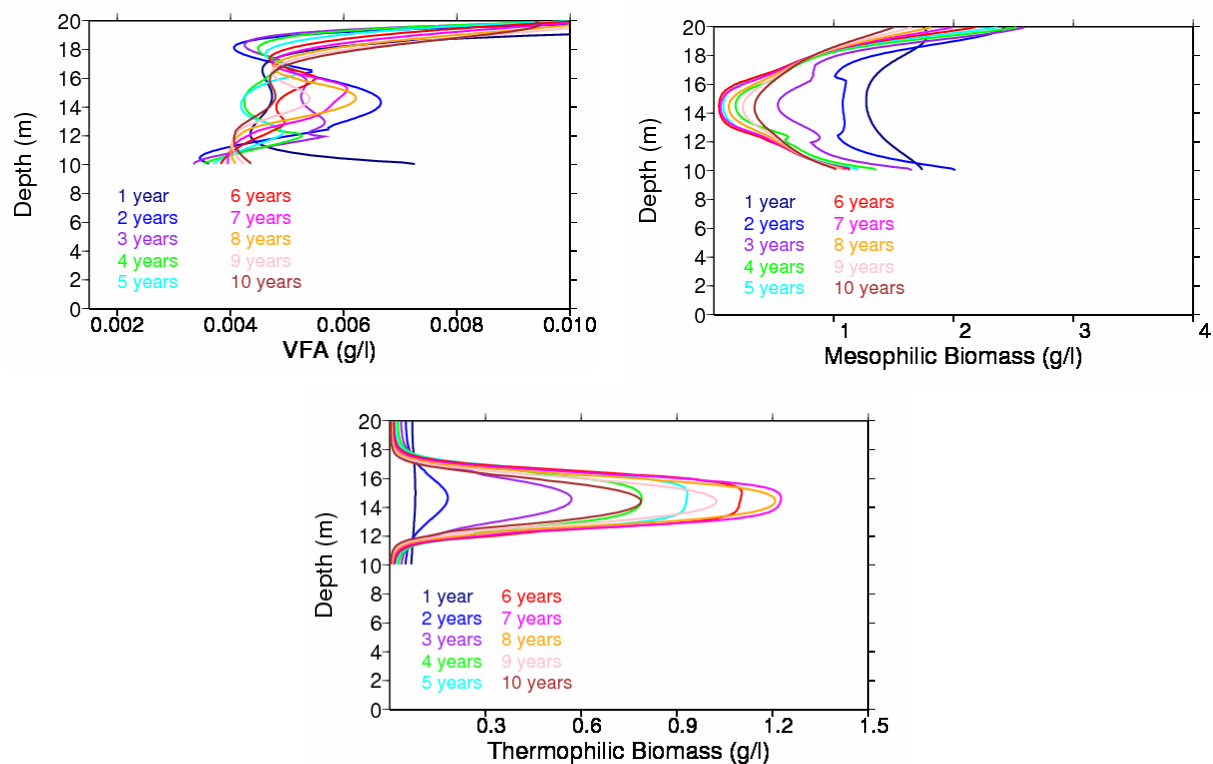 20
18
16
14
12
10
8
6
4
2
0
Depth (m)
1 year 6 years
2 years 7 years
3 years 8 years
4 years 9 years
5 years 10 years
0.002 0.004 0.006 0.008 0.010
VFA (g/l)
20
18
16
14
12
10
8
6
4
2
0
Depth (m)
1 year 6 years
2 years 7 years
3 years 8 years
4 years 9 years
5 years 10 years
1 2 3 4
Mesophilic Biomass (g/l)
20
18
16
14
12
10
8
6
4
2
0
Depth (m)
1 year 6 years
2 years 7 years
3 years 8 years
4 years 9 years
5 years 10 years
0.3 0.6 0.9 1.2 1.5
Thermophilic Biomass (g/l)